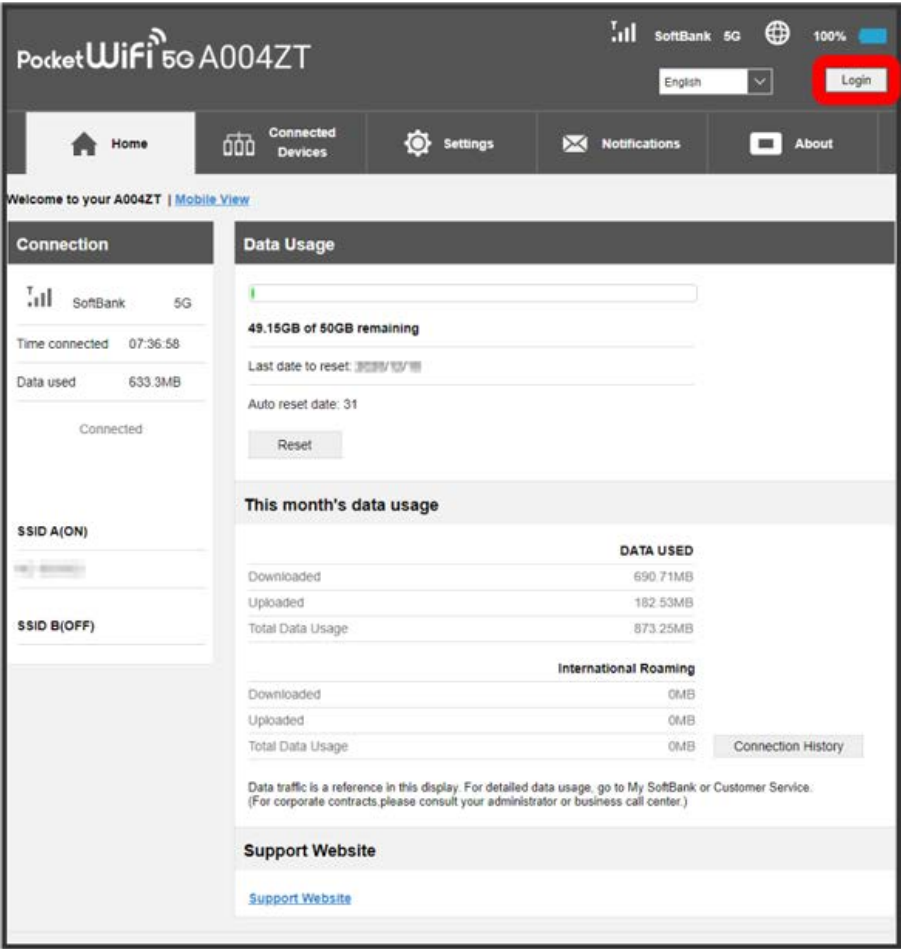 PocketWiFi 5G A004ZT
SoftBank 5G 100%
English
Login
Home
Connected
Devices
Settings
Notifications
About
Welcome to your A004ZT | Mobile View
Connection
SoftBank 5G
Time connected 07:36:58
Data used 633.3MB
Connected
SSID A(ON)
SSID B(OFF)
Data Usage
49.15GB of 50GB remaining
Last date to reset:
Auto reset date: 31
Reset
This month's data usage
DATA USED
Downloaded 690.71MB
Uploaded 182.53MB
Total Data Usage 873.25MB
International Roaming
Downloaded 0MB
Uploaded 0MB
Total Data Usage 0MB
Connection History
Data traffic is a reference in this display. For detailed data usage, go to My SoftBank or Customer Service.
(For corporate contracts,please consult your administrator or business call center.)
Support Website
Support Website